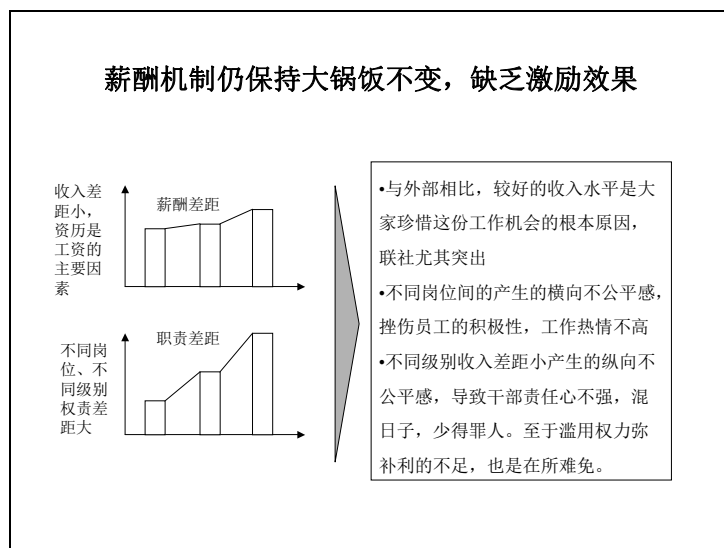 薪酬机制仍保持大锅饭不变，缺乏激励效果
收入差
距小，
资历是
工资的
主要因
素
薪酬差距
不同岗
位、不
同级别
权责差
距大
职责差距
•与外部相比，较好的收入水平是大
家珍惜这份工作机会的根本原因，
联社尤其突出
•不同岗位间的产生的横向不公平感，
挫伤员工的积极性，工作热情不高
•不同级别收入差距小产生的纵向不
公平感，导致干部责任心不强，混
日子，少得罪人。至于滥用权力弥
补利的不足，也是在所难免。